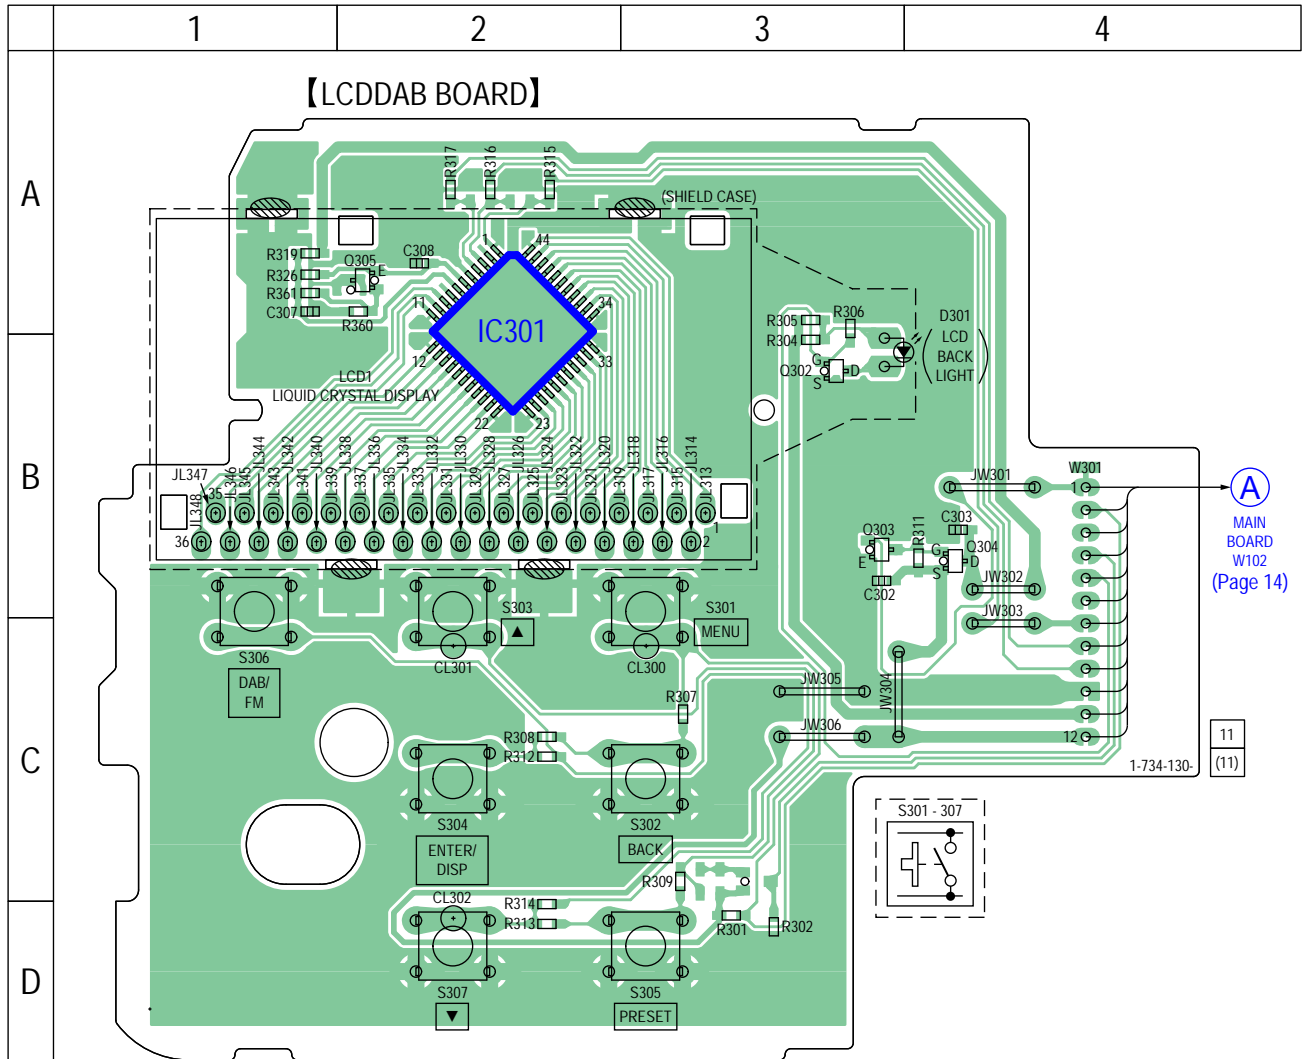 1 2 3 4
A
B
C
D
【LCDDAB BOARD】
R317
R316
R315
(SHIELD CASE)
1
44
R319
R326
R361
C307
Q305
E
C308
R360
11
34
IC301
12
33
22
23
LCD1
LIQUID CRYSTAL DISPLAY
R305
R304
R306
G
Q302
S
D
D301
LCD
BACK
LIGHT
JL347
JL348
JL346
JL345
JL344
JL343
JL342
JL341
JL340
JL339
JL338
JL337
JL336
JL335
JL334
JL333
JL332
JL331
JL330
JL329
JL328
JL327
JL326
JL325
JL324
JL323
JL322
JL321
JL320
JL319
JL318
JL317
JL316
JL315
JL314
JL313
35
1
36
2
JW301
W301
1
A
MAIN
BOARD
W102
(Page 14)
Q303
E
R311
C303
G
Q304
S
D
C302
JW302
JW303
S306
DAB/
FM
S303
▲
CL301
S301
MENU
CL300
R307
JW305
JW304
JW306
12
R308
R312
1-734-130-
11
(11)
S304
ENTER/
DISP
S302
BACK
S301 - 307
R309
CL302
R314
R313
R301
R302
S307
▼
S305
PRESET